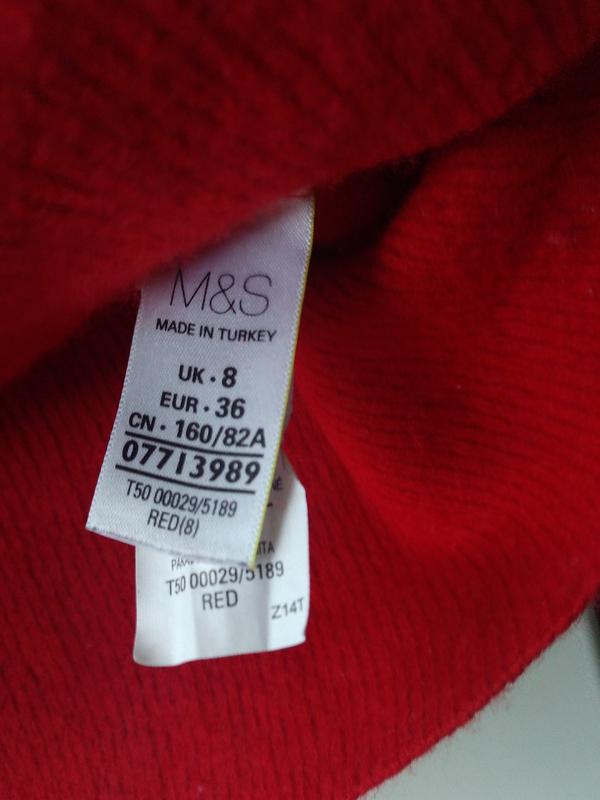 M&S
MADE IN TURKEY
UK · 8
EUR · 36
CN · 160/82A
07713989
T50 00029/5189
RED(8)
T50 00029/5189
RED
Z14T